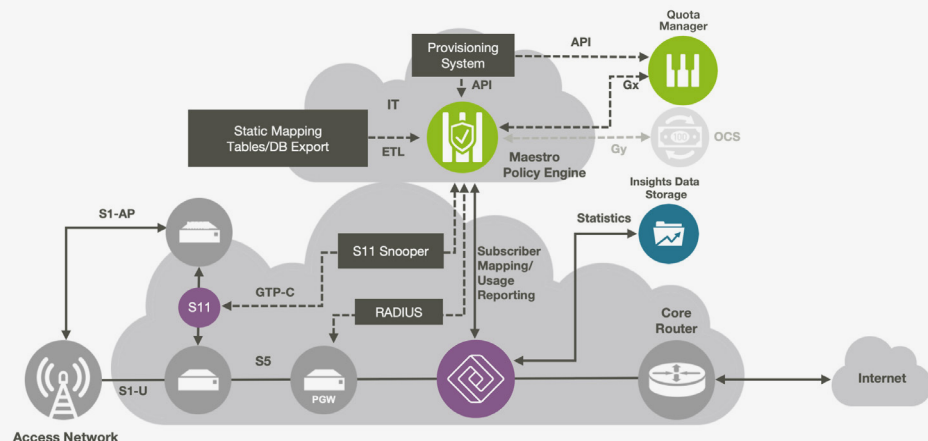 Quota
Manager
API
Provisioning
System
API
Gx
IT
Static Mapping
Tables/DB Export
ETL
100
OCS
Gy
Maestro
Policy Engine
Insights Data
Storage
Statistics
S1-AP
S11 Snooper
Subscriber
Mapping/
Usage
Reporting
GTP-C
S11
RADIUS
Core
Router
S5
S1-U
PGW
Internet
Access Network